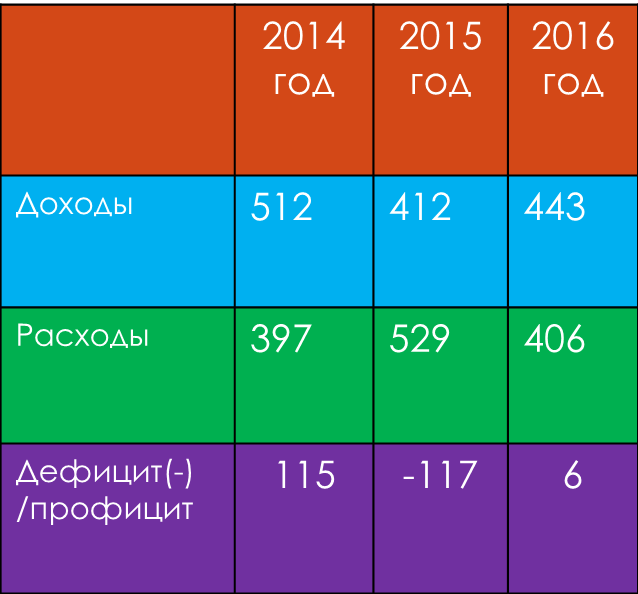 2014 год 2015 год 2016 год
Доходы 512 412 443
Расходы 397 529 406
Дефицит(-) 115 -117 6
/профицит